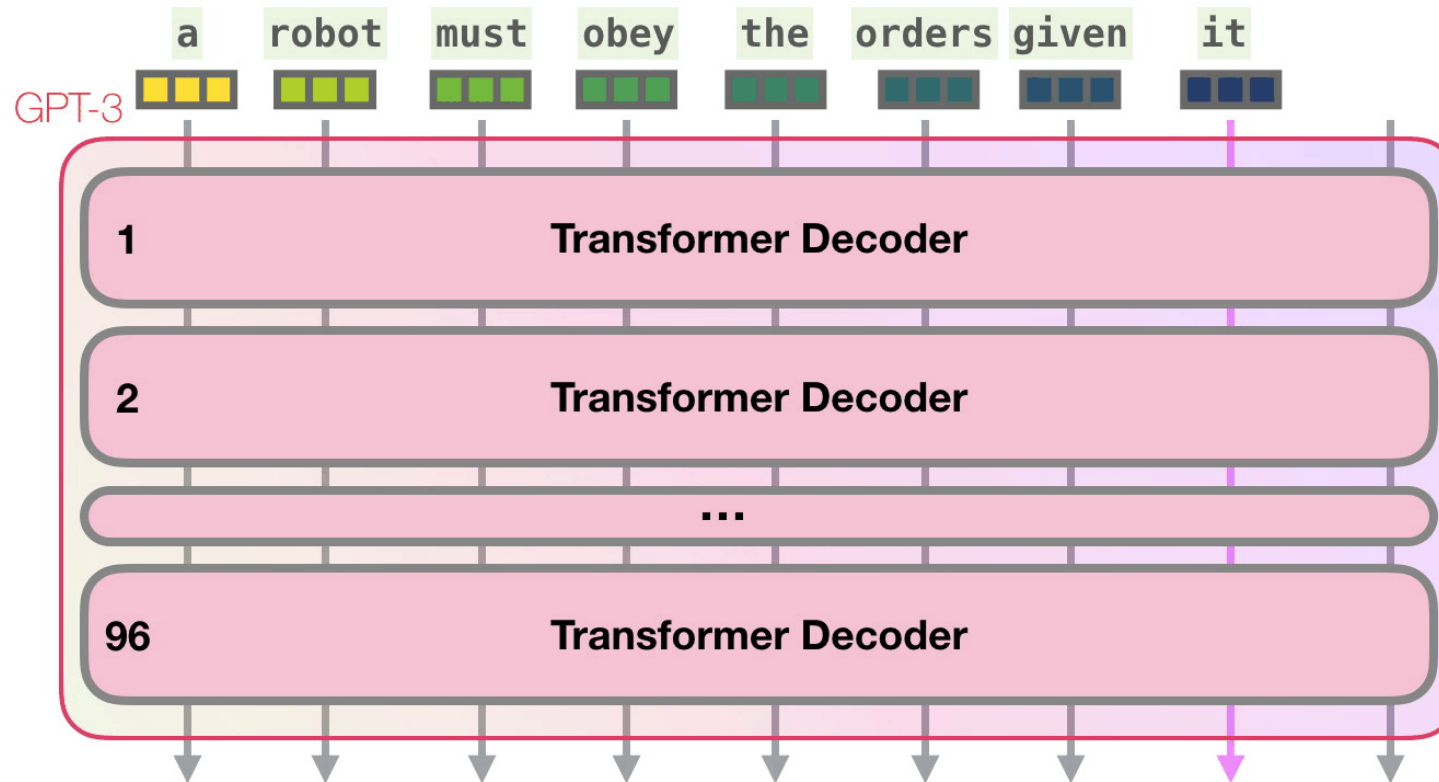 a robot must obey the orders given it
GPT-3
1 Transformer Decoder
2 Transformer Decoder
...
96 Transformer Decoder